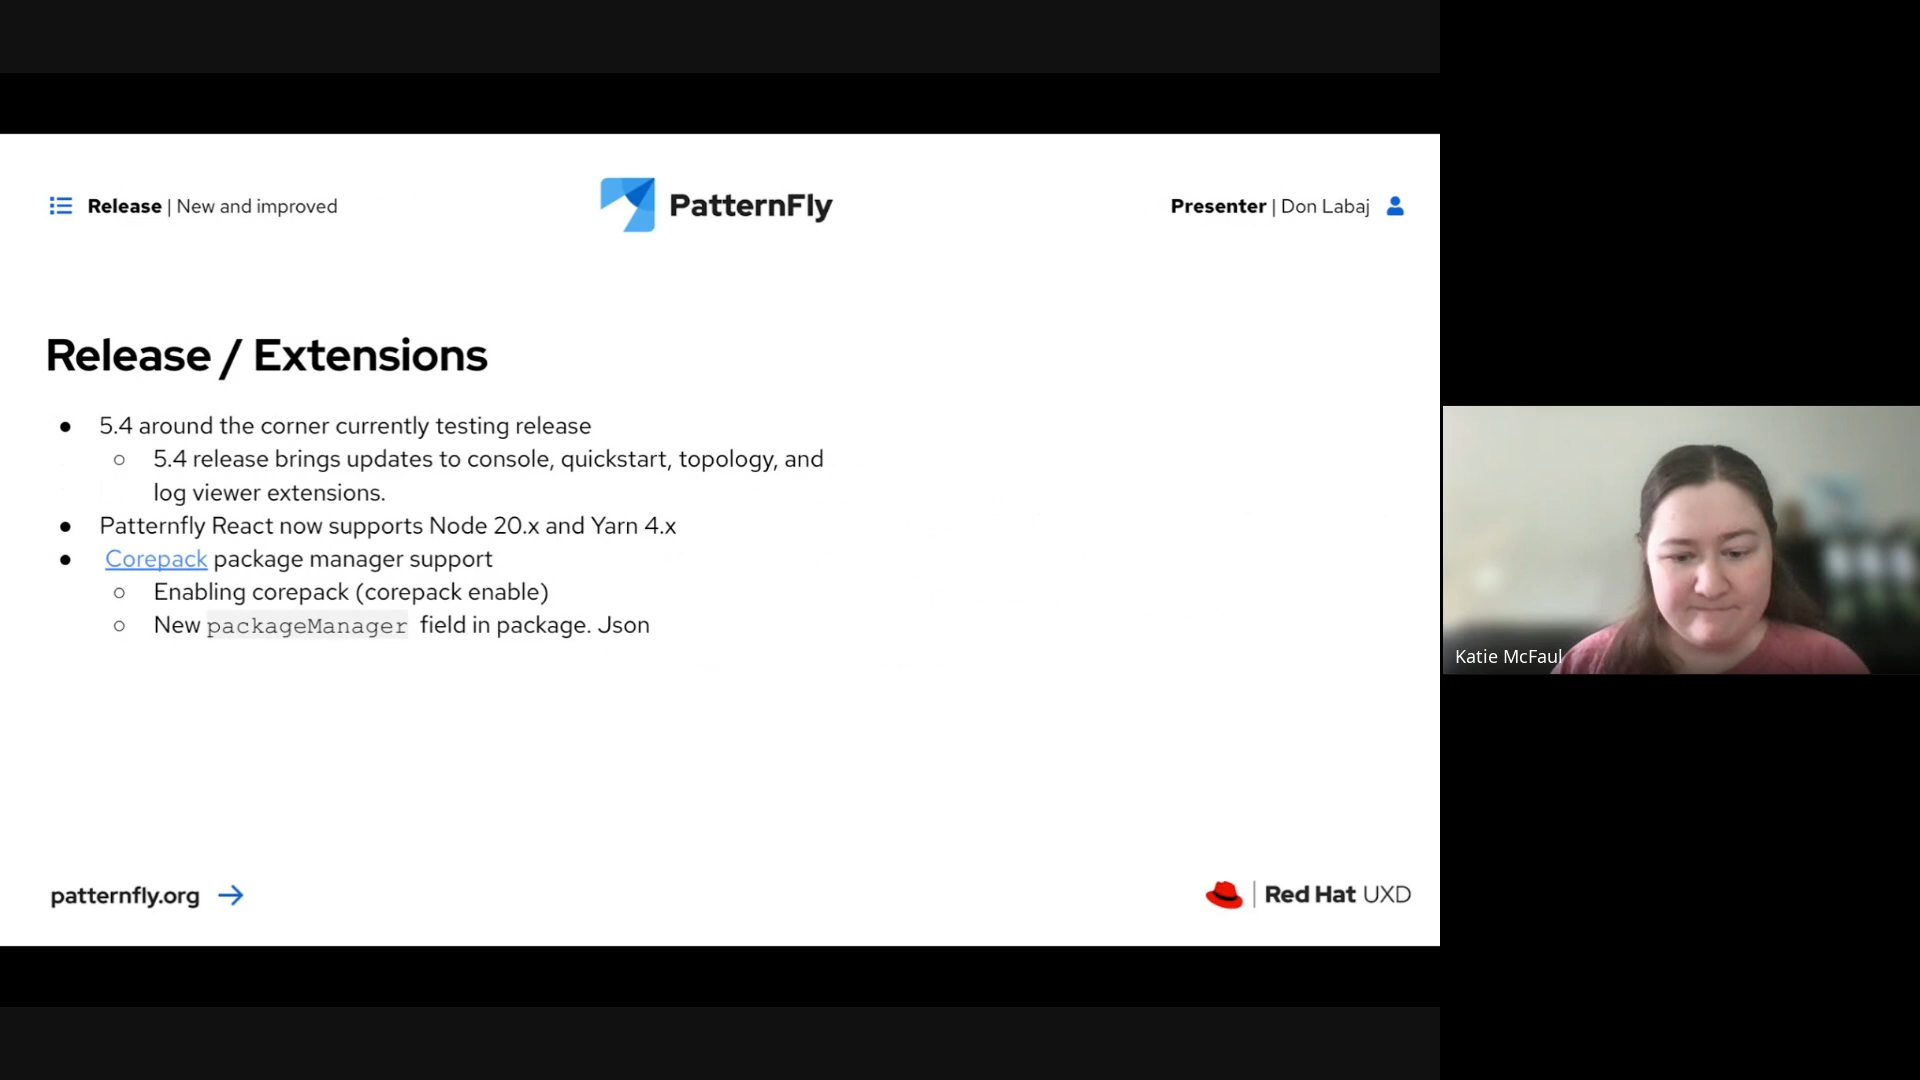 Release | New and improved
PatternFly
Presenter | Don Labaj
Release / Extensions
● 5.4 around the corner currently testing release
○ 5.4 release brings updates to console, quickstart, topology, and
log viewer extensions.
● Patternfly React now supports Node 20.x and Yarn 4.x
● Corepack package manager support
○ Enabling corepack (corepack enable)
○ New packageManager field in package. Json
Katie McFaul
patternfly.org →
Red Hat UXD